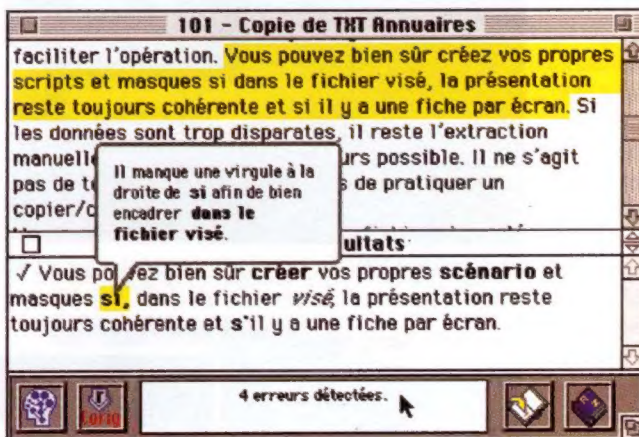 101 - Copie de TXT Annuaires
faciliter l'opération. Vous pouvez bien sûr créez vos propres
scripts et masques si dans le fichier visé, la présentation
reste toujours cohérente et si il y a une fiche par écran. Si
les données sont trop disparates, il reste l'extraction
manuelle
urs possible. Il ne s'agit
pas de t
s de pratiquer un
copier/c
Il manque une virgule à la
droite de si afin de bien
encadrer dans le
fichier visé.
ultats
√ Vous po vez bien sûr créer vos propres scénario et
masques si, dans le fichier visé, la présentation reste
toujours cohérente et s'il y a une fiche par écran.
Corrig
4 erreurs détectées.